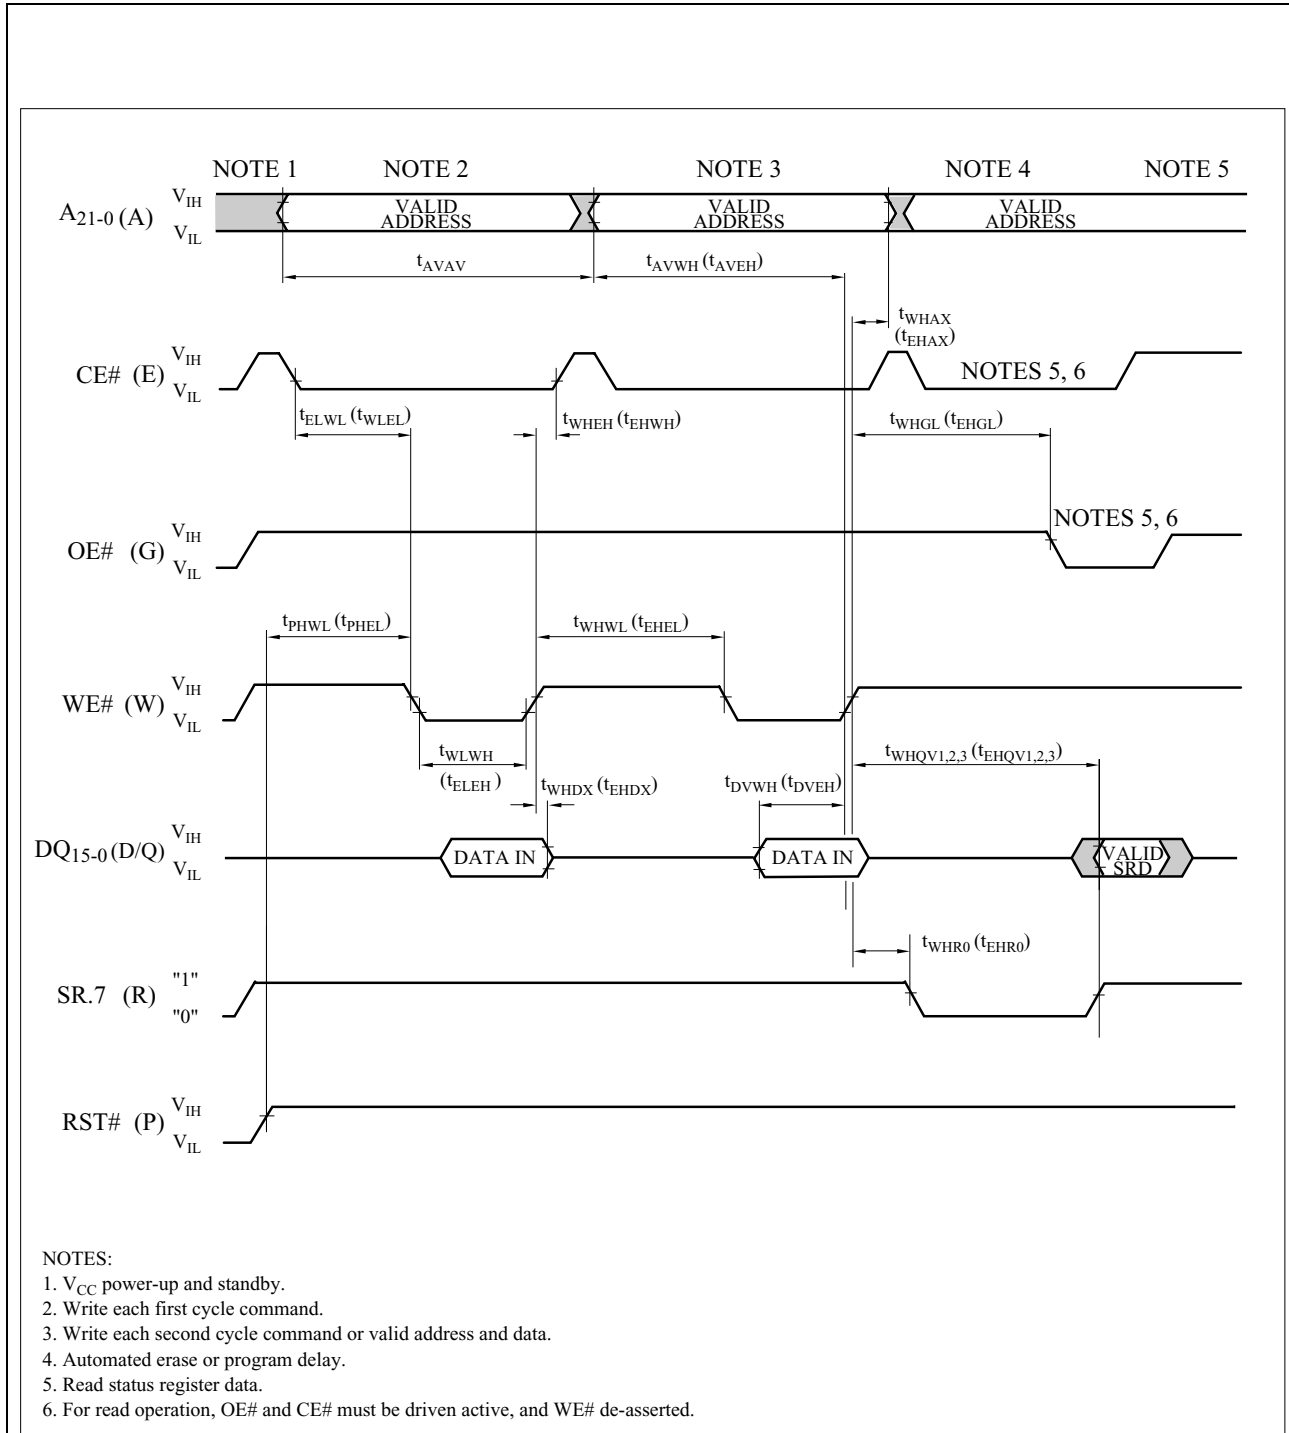 NOTE 1 NOTE 2 NOTE 3 NOTE 4 NOTE 5
A21-0 (A) VIH VIL
VALID ADDRESS
VALID ADDRESS
VALID ADDRESS
tAVAV
tAVWH (tAVEH)
tWHAX
(tEHAX)
CE# (E) VIH VIL
NOTES 5, 6
tELWL (tWLEL)
tWHEH (tEHWH)
tWHGL (tEHGL)
OE# (G) VIH VIL
NOTES 5, 6
tPHWL (tPHEL)
tWHWL (tEHEL)
WE# (W) VIH VIL
tWLWH
(tELEH )
tWHDX (tEHDX)
tDVWH (tDVEH)
tWHQV1,2,3 (tEHQV1,2,3)
DQ15-0 (D/Q) VIH VIL
DATA IN
DATA IN
VALID SRD
tWHR0 (tEHR0)
SR.7 (R) "1" "0"
RST# (P) VIH VIL
NOTES:
1. VCC power-up and standby.
2. Write each first cycle command.
3. Write each second cycle command or valid address and data.
4. Automated erase or program delay.
5. Read status register data.
6. For read operation, OE# and CE# must be driven active, and WE# de-asserted.